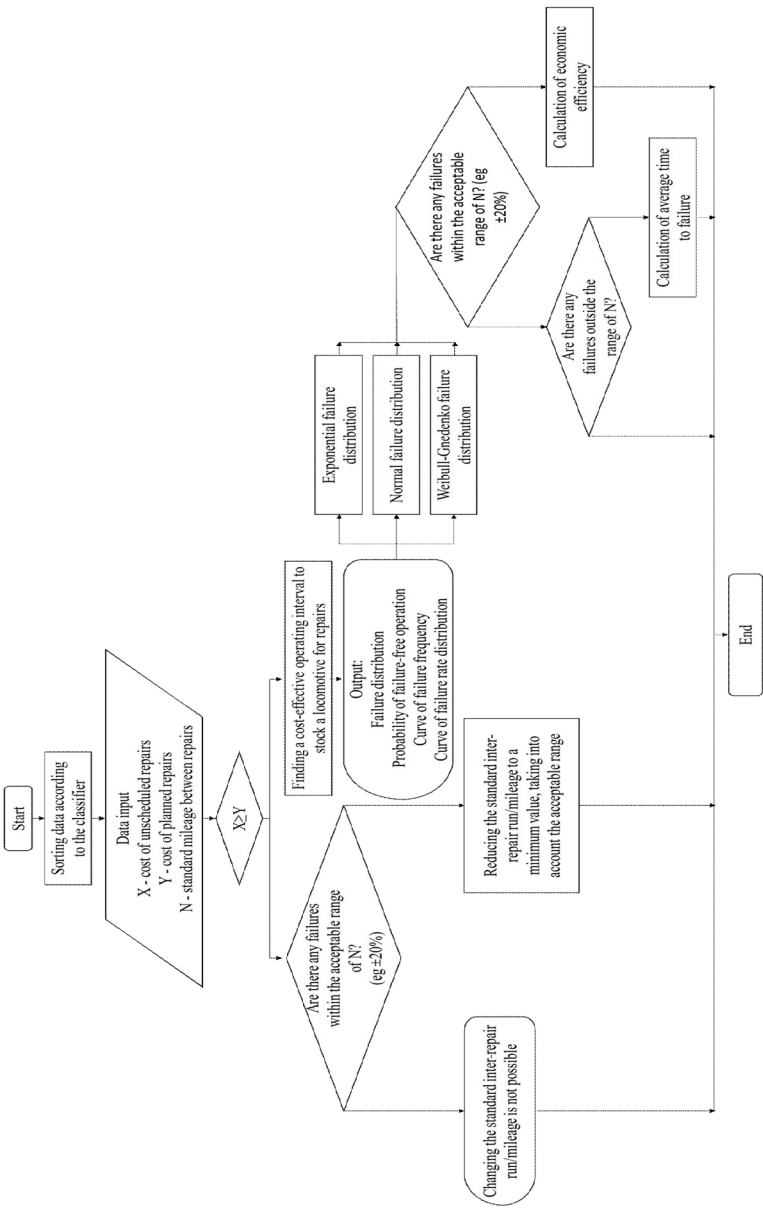 Start
Sorting data according
to the classifier
Data input
X - cost of unscheduled repairs
Y - cost of planned repairs
N - standard mileage between repairs
X≥Y
Are there any failures
within the acceptable range
of N?
(eg ±20%)
Changing the standard inter-repair
run/mileage is not possible
Reducing the standard inter-
repair run/mileage to a
minimum value, taking into
account the acceptable range
Finding a cost-effective operating interval to
stock a locomotive for repairs
Output:
Failure distribution
Probability of failure-free operation
Curve of failure frequency
Curve of failure rate distribution
Exponential failure
distribution
Normal failure distribution
Weibull-Gnedenko failure
distribution
Are there any failures
within the acceptable
range of N? (eg
±20%)
Are there any
failures outside the
range of N?
Calculation of economic
efficiency
Calculation of average time
to failure
End